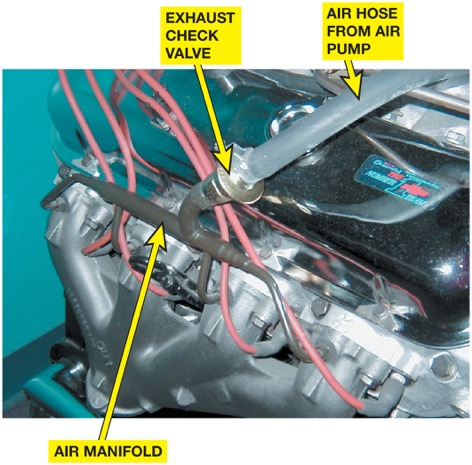 EXHAUST
CHECK
VALVE
AIR HOSE
FROM AIR
PUMP
AIR MANIFOLD